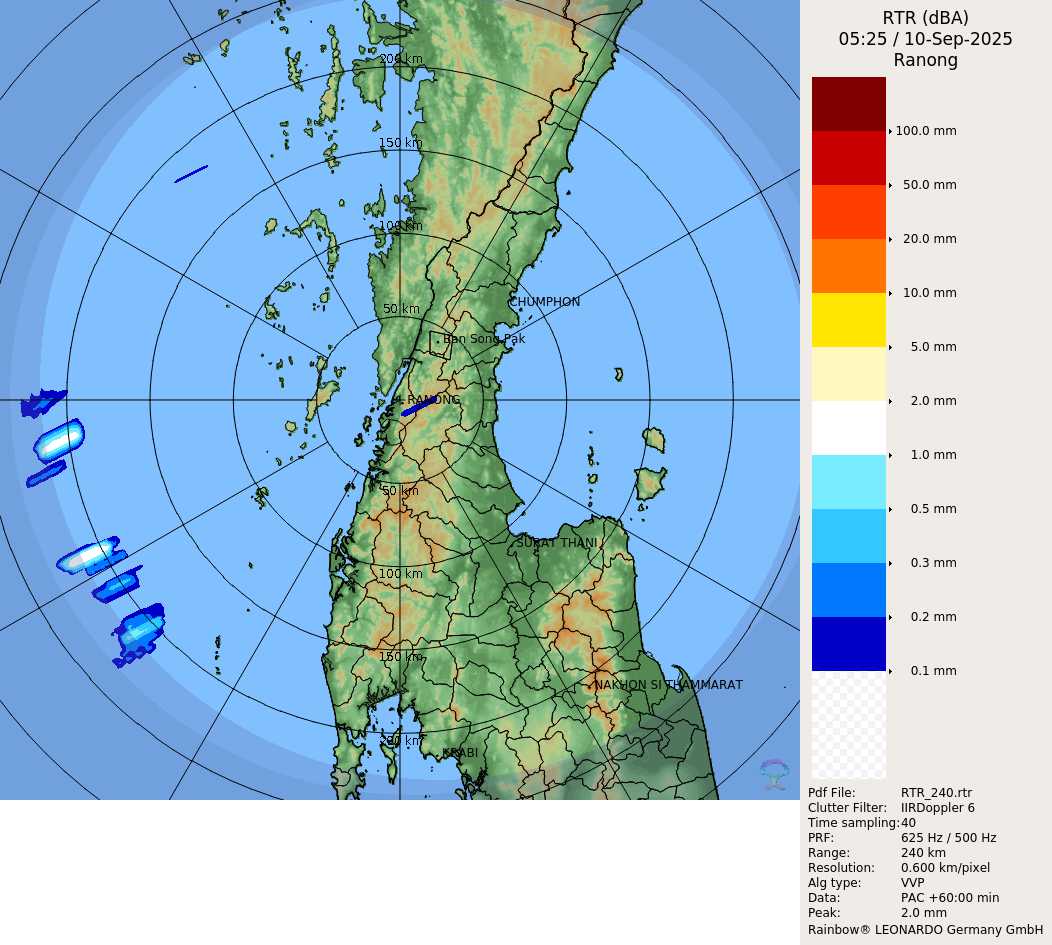 RTR (dBA)
05:25 / 10-Sep-2025
Ranong
200 km
150 km
100 km
50 km
CHUMPHON
Ban Song Pak
RANONG
50 km
SURAT THANI
100 km
150 km
NAKHON SI THAMMARAT
200 km
KRABI
100.0 mm
50.0 mm
20.0 mm
10.0 mm
5.0 mm
2.0 mm
1.0 mm
0.5 mm
0.3 mm
0.2 mm
0.1 mm
Pdf File: RTR_240.rtr
Clutter Filter: IIRDoppler 6
Time sampling:40
PRF: 625 Hz / 500 Hz
Range: 240 km
Resolution: 0.600 km/pixel
Alg type: VVP
Data: PAC +60:00 min
Peak: 2.0 mm
Rainbow® LEONARDO Germany GmbH